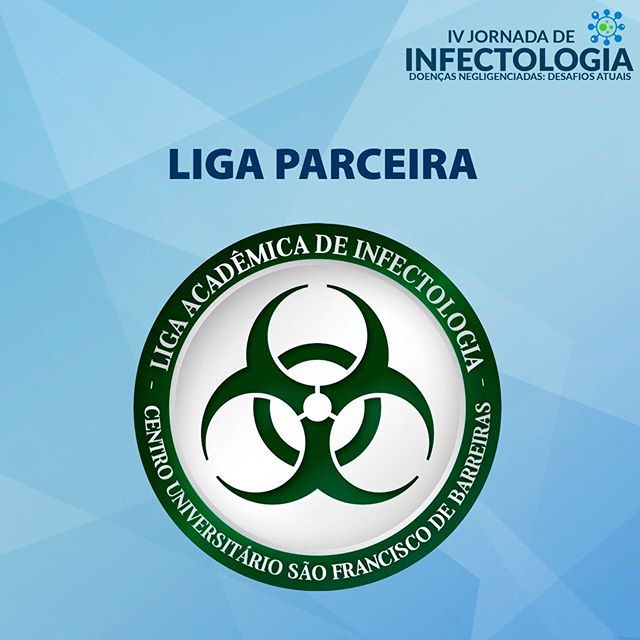 IV JORNADA DE
INFECTOLOGIA
DOENÇAS NEGLIGENCIADAS: DESAFIOS ATUAIS
LIGA PARCEIRA
- LIGA ACADÊMICA DE INFECTOLOGIA -
CENTRO UNIVERSITÁRIO SÃO FRANCISCO DE BARREIRAS